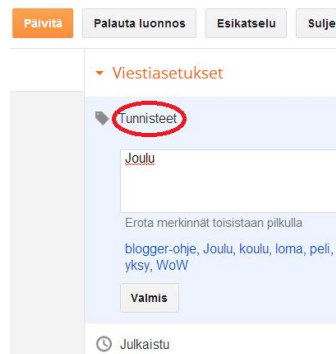 Päivitä Palauta luonnos Esikatselu Sulje
Viestiasetukset
Tunnisteet
Joulu
Erota merkinnät toisistaan pilkulla
blogger-ohje, Joulu, koulu, loma, peli,
yksy, WoW
Valmis
Julkaistu